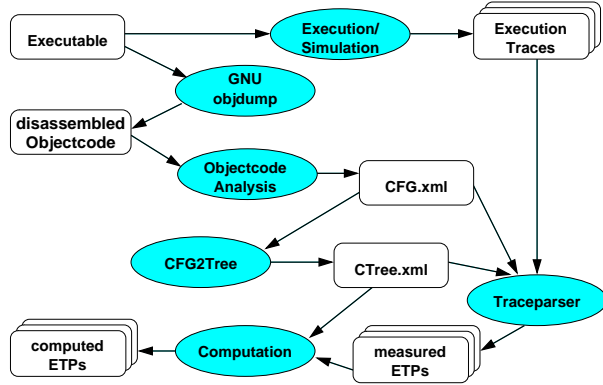 Executable
Execution/
Simulation
Execution
Traces
GNU
objdump
disassembled
Objectcode
Objectcode
Analysis
CFG.xml
CFG2Tree
CTree.xml
Traceparser
computed
ETPs
Computation
measured
ETPs